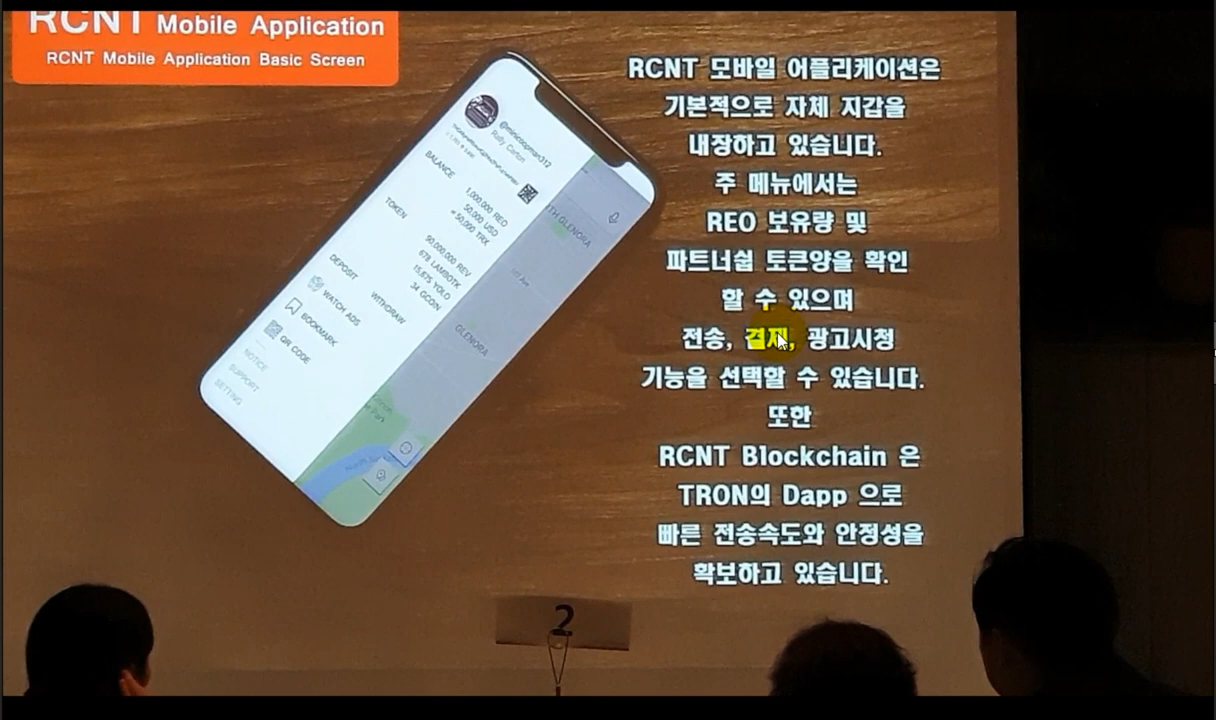 RCNT Mobile Application
RCNT Mobile Application Basic Screen
@minicoopman312
Rudy Carton
BALANCE
1,000,000 REO
50,000 USD
≈ 50,000 TRX
TOKEN
90,000,000 REV
678 LAMBOTK
15,675 YOLO
34 GCOIN
DEPOSIT
WITHDRAW
WATCH ADS
BOOKMARK
QR CODE
NOTICE
SUPPORT
SETTING
GLENORA
GLENORA
RCNT 모바일 어플리케이션은
기본적으로 자체 지갑을
내장하고 있습니다.
주 메뉴에서는
REO 보유량 및
파트너쉽 토큰양을 확인
할 수 있으며
전송, 결제, 광고시청
기능을 선택할 수 있습니다.
또한
RCNT Blockchain 은
TRON의 Dapp 으로
빠른 전송속도와 안정성을
확보하고 있습니다.
2